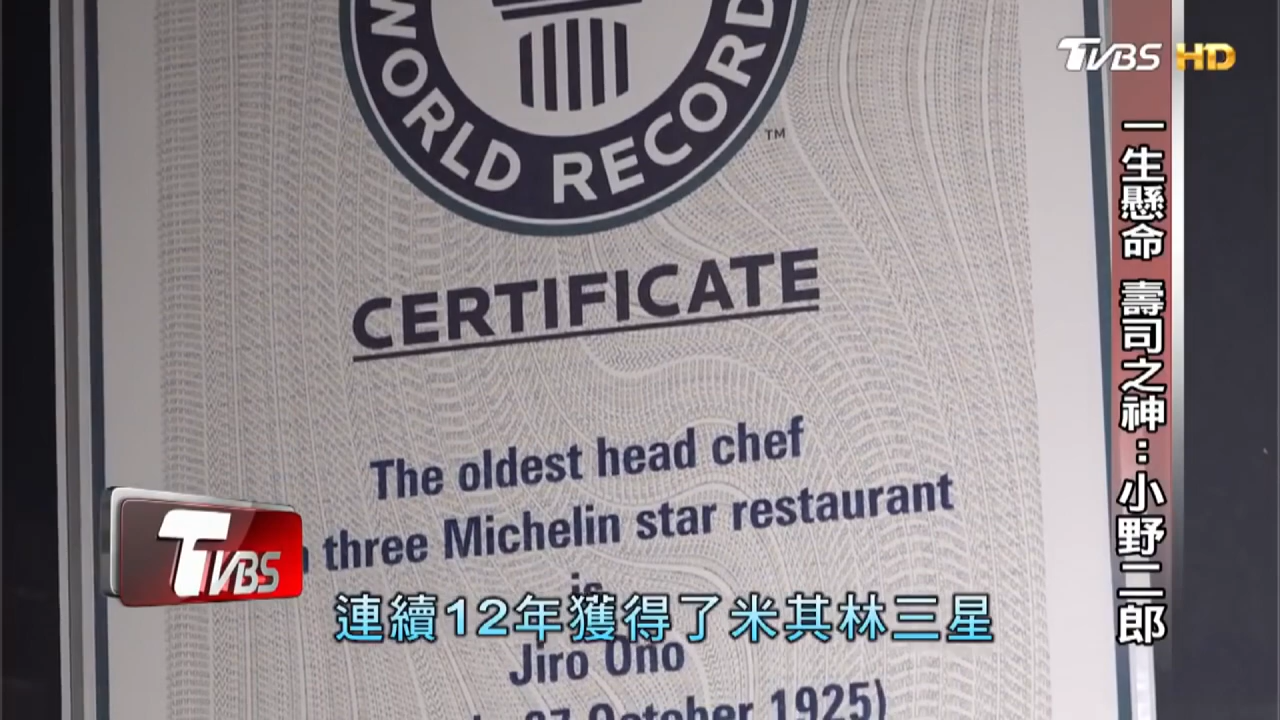 WORLD RECORD
TM
CERTIFICATE
The oldest head chef
three Michelin star restaurant
is
Jiro Ono
October 1925)
連續12年獲得了米其林三星
TVBS
TVBS HD
一生懸命 壽司之神：小野二郎